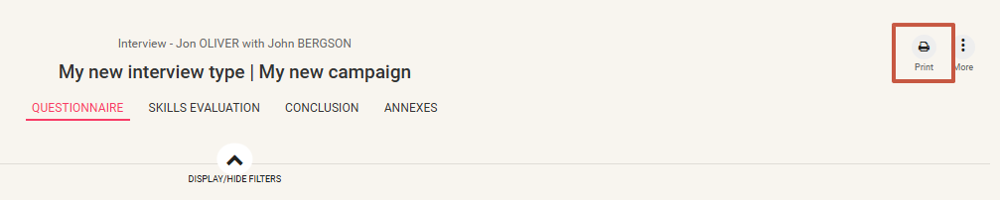 Interview - Jon OLIVER with John BERGSON
My new interview type | My new campaign
Print
More
QUESTIONNAIRE SKILLS EVALUATION CONCLUSION ANNEXES
DISPLAY/HIDE FILTERS